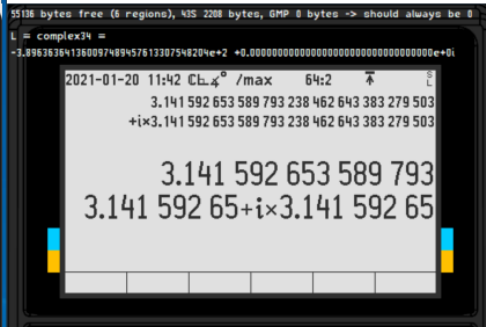 55136 bytes free (6 regions), 43S 2208 bytes, GMP 0 bytes -> should always be 0
L = complex34 =
-3.896363641360097489457613307548204e+2 +0.000000000000000000000000000000000e+0i
2021-01-20 11:42 ℂ∟∡° /max 64:2
3.141 592 653 589 793 238 462 643 383 279 503
+i×3.141 592 653 589 793 238 462 643 383 279 503
3.141 592 653 589 793
3.141 592 65+i×3.141 592 65